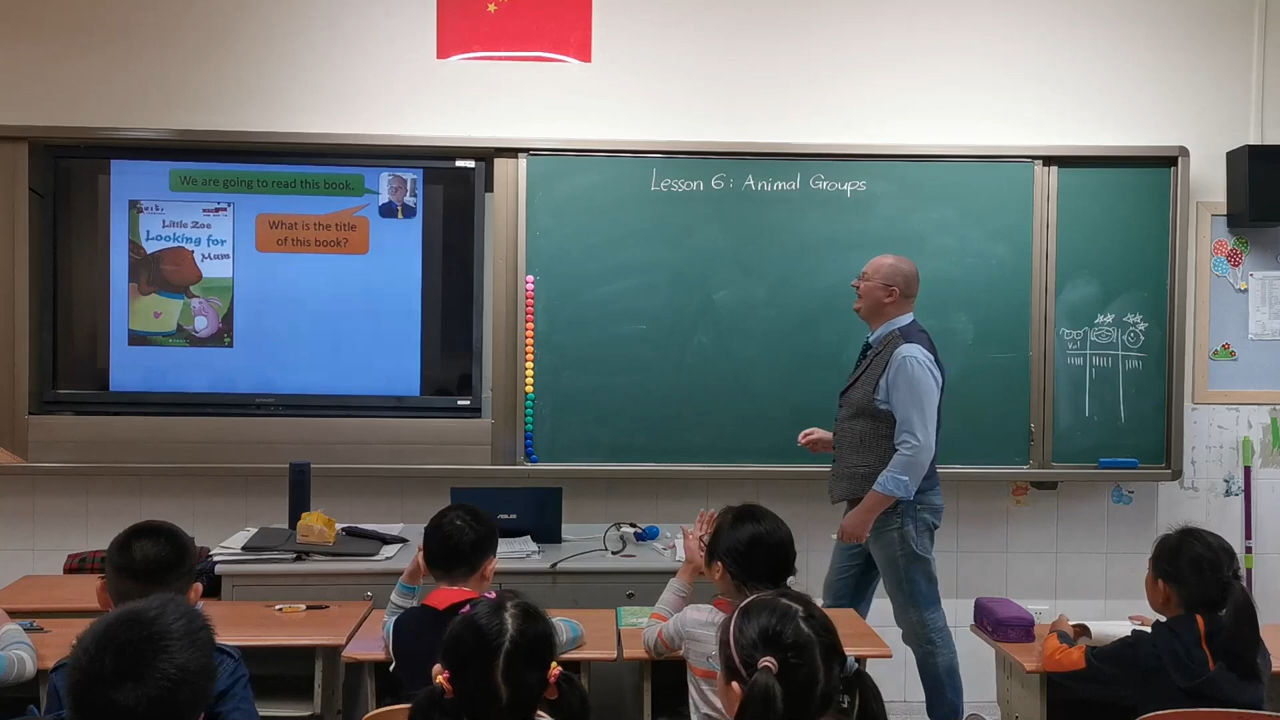 We are going to read this book.
What is the title
of this book?
Little Zoe
Looking for
Mum
Lesson 6: Animal Groups
ASUS